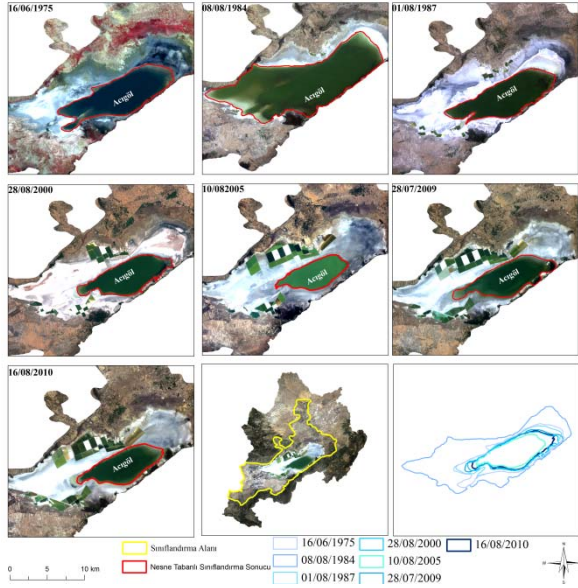 16/06/1975
08/08/1984
01/08/1987
Acıgöl
Acıgöl
Acıgöl
28/08/2000
10/082005
28/07/2009
Acıgöl
Acıgöl
Acıgöl
16/08/2010
Acıgöl
Sınıflandırma Alanı
Nesne Tabanlı Sınıflandırma Sonucu
16/06/1975
28/08/2000
16/08/2010
08/08/1984
10/08/2005
01/08/1987
28/07/2009
0
10 km